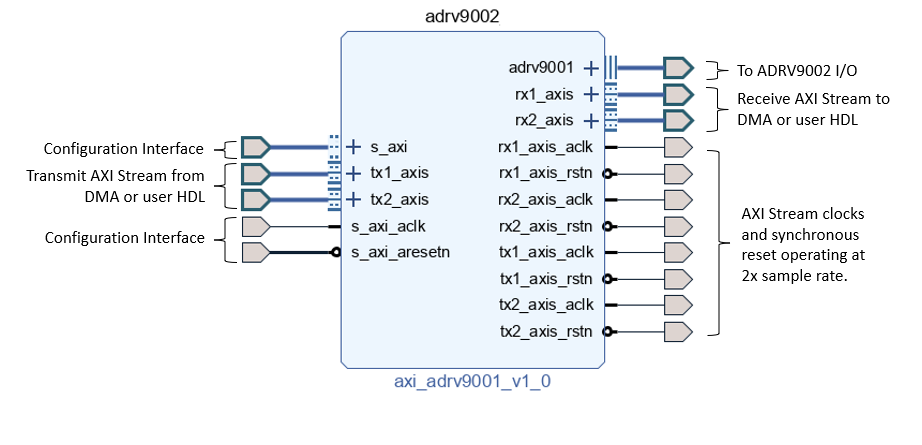 adrv9002
adrv9001
To ADRV9002 I/O
rx1_axis
Receive AXI Stream to
DMA or user HDL
rx2_axis
Configuration Interface
s_axi
rx1_axis_aclk
Transmit AXI Stream from
DMA or user HDL
tx1_axis
rx1_axis_rstn
tx2_axis
rx2_axis_aclk
Configuration Interface
s_axi_aclk
rx2_axis_rstn
s_axi_aresetn
tx1_axis_aclk
tx1_axis_rstn
tx2_axis_aclk
tx2_axis_rstn
AXI Stream clocks
and synchronous
reset operating at
2x sample rate.
axi_adrv9001_v1_0